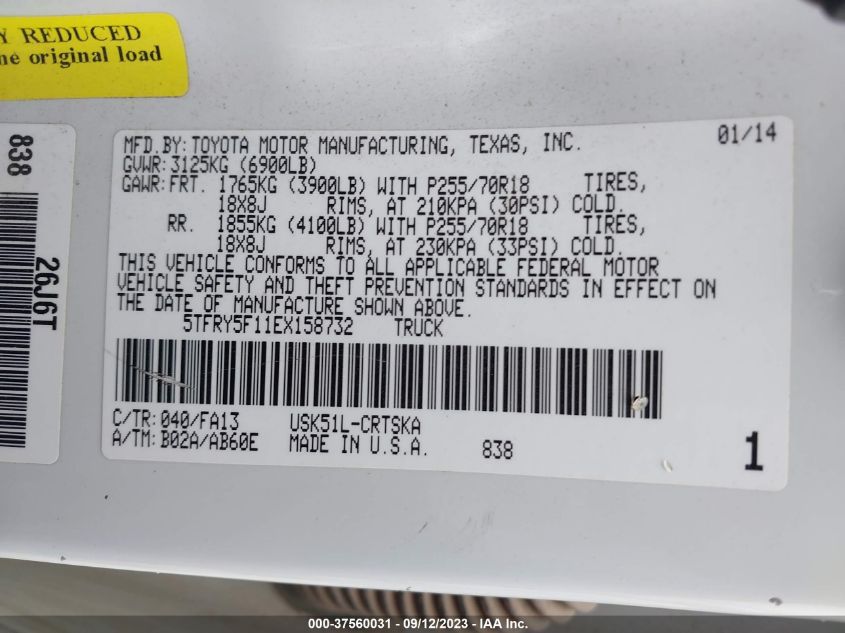 Y REDUCED
ne original load
838
26J6T
MFD.BY:TOYOTA MOTOR MANUFACTURING, TEXAS, INC. 01/14
GVWR:3125KG (6900LB)
GAWR:FRT. 1765KG (3900LB) WITH P255/70R18 TIRES,
18X8J RIMS, AT 210KPA (30PSI) COLD.
RR. 1855KG (4100LB) WITH P255/70R18 TIRES,
18X8J RIMS, AT 230KPA (33PSI) COLD.
THIS VEHICLE CONFORMS TO ALL APPLICABLE FEDERAL MOTOR
VEHICLE SAFETY AND THEFT PREVENTION STANDARDS IN EFFECT ON
THE DATE OF MANUFACTURE SHOWN ABOVE.
5TFRY5F11EX158732 TRUCK
C/TR:040/FA13 USK51L-CRTSKA
A/TM:B02A/AB60E MADE IN U.S.A. 838 1
000-37560031 - 09/12/2023 - IAA Inc.